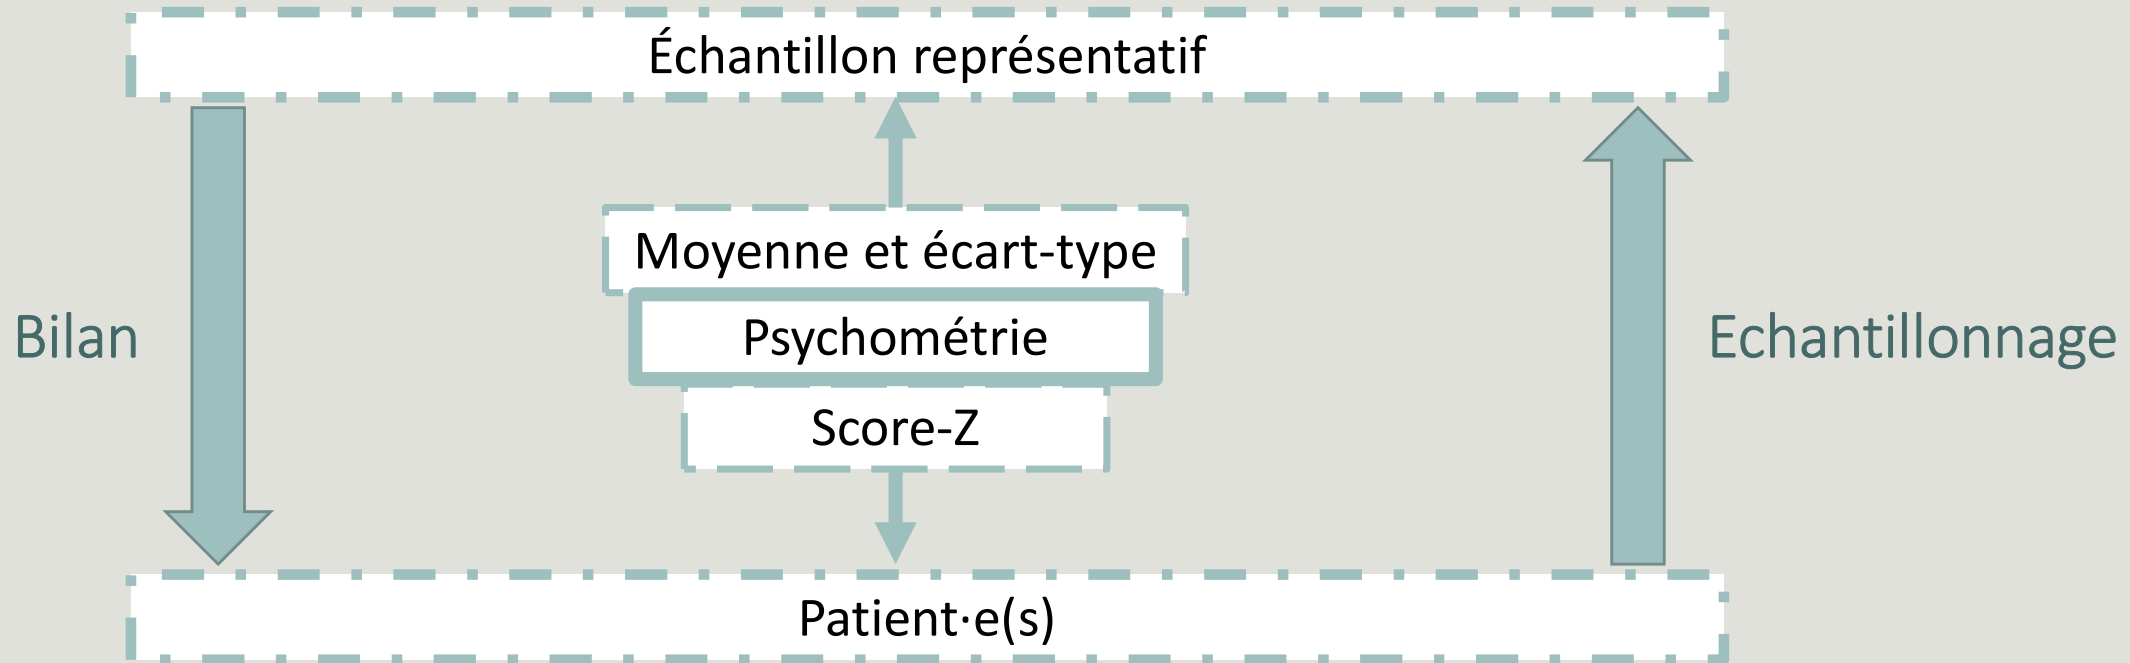 Échantillon représentatif
Moyenne et écart-type
Bilan
Psychométrie
Echantillonnage
Score-Z
Patient·e(s)